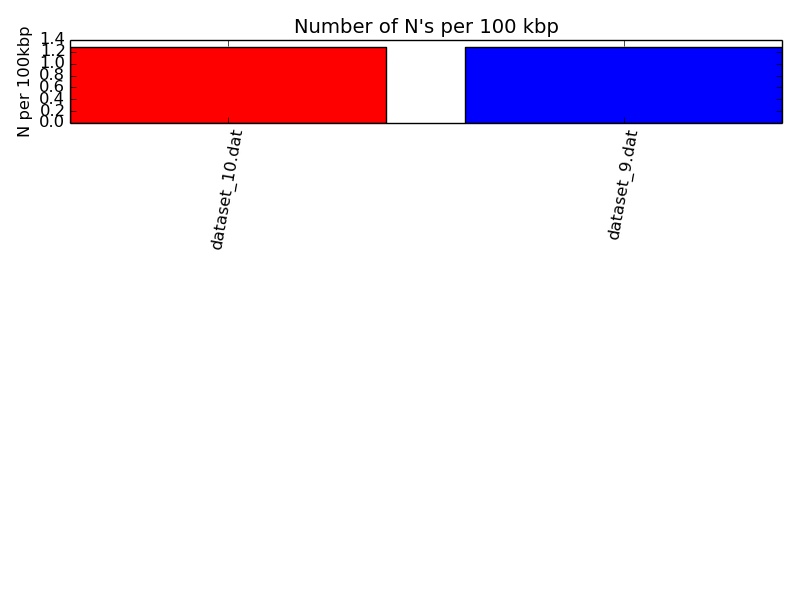 Number of N's per 100 kbp
N per 100kbp
1.4
1.2
1.0
0.8
0.6
0.4
0.2
0.0
dataset_10.dat
dataset_9.dat